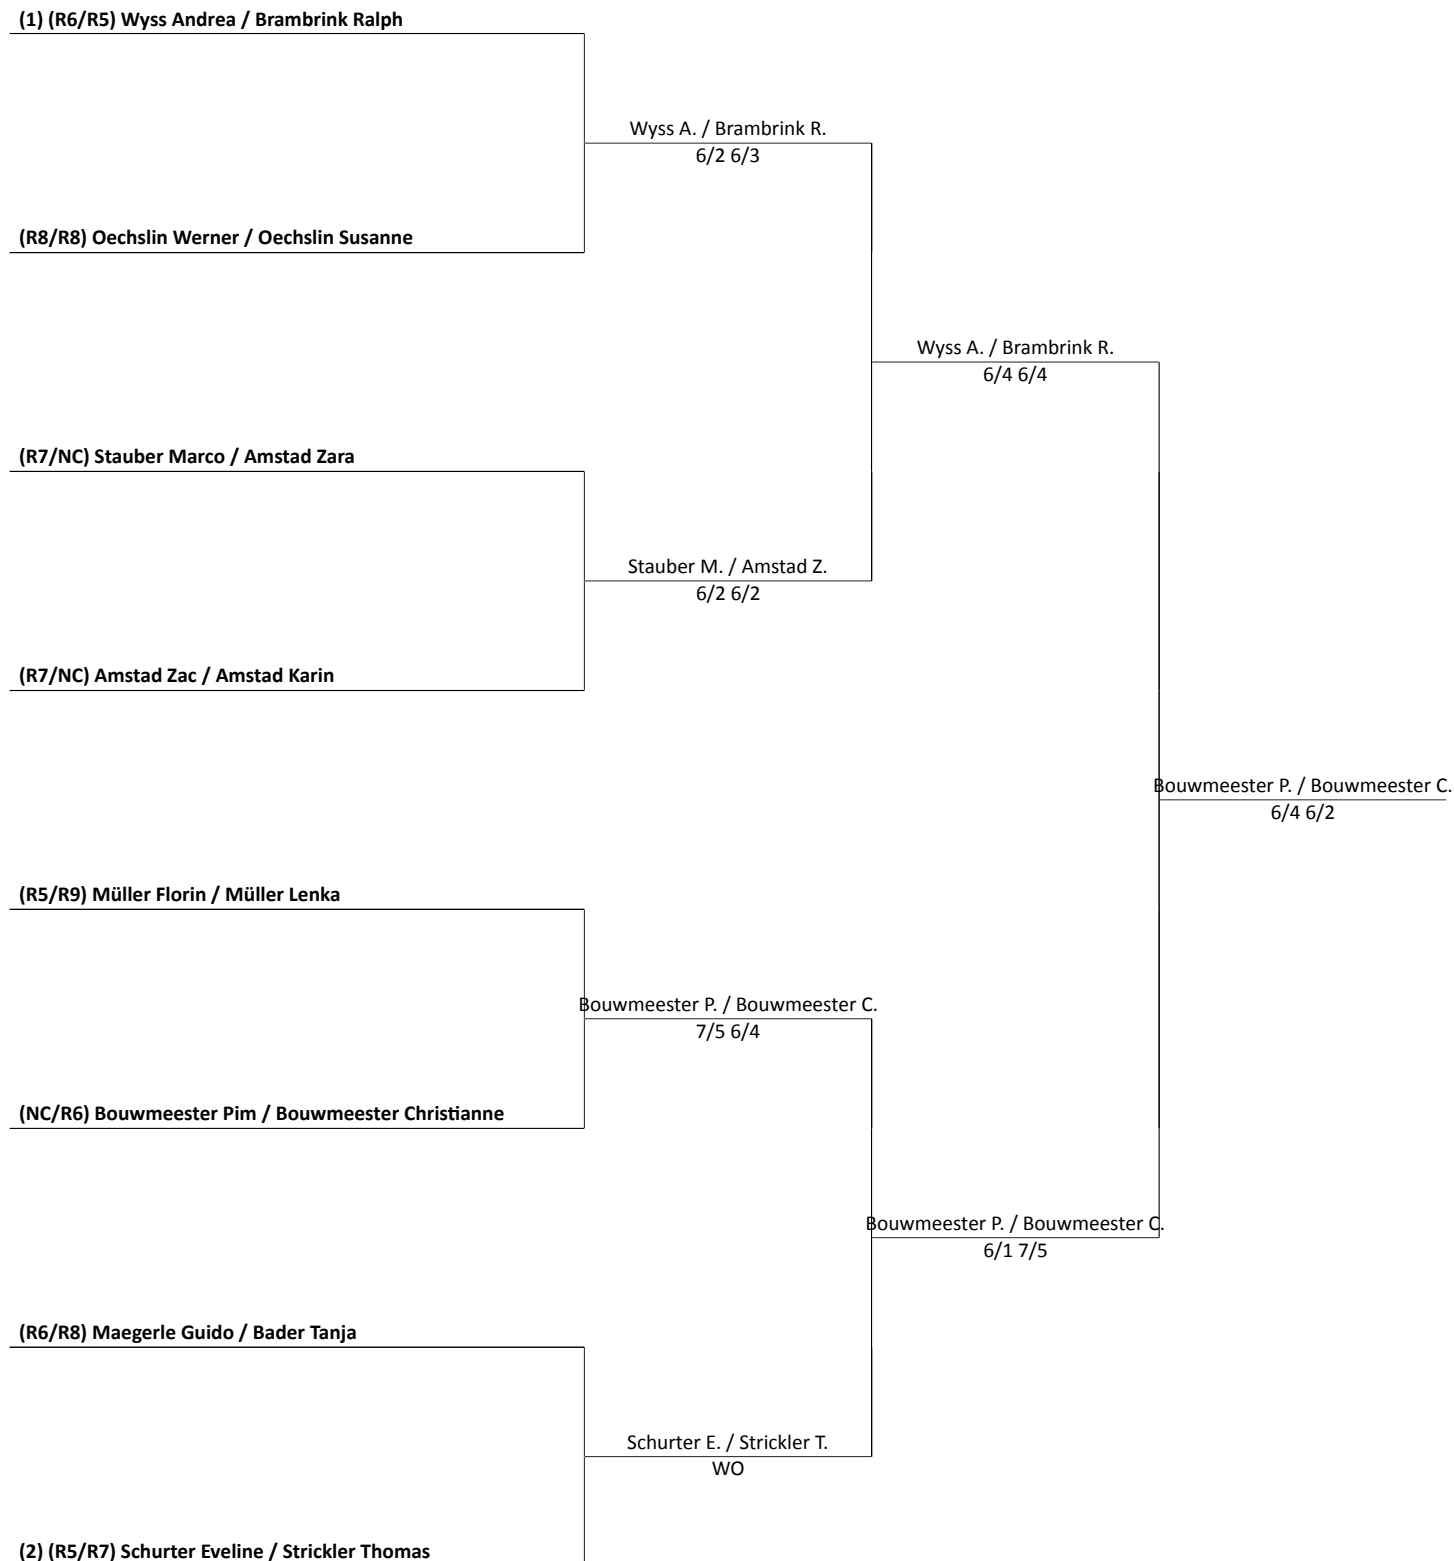 (1) (R6/R5) Wyss Andrea / Brambrink Ralph
Wyss A. / Brambrink R.
6/2 6/3
(R8/R8) Oechslin Werner / Oechslin Susanne
Wyss A. / Brambrink R.
6/4 6/4
(R7/NC) Stauber Marco / Amstad Zara
Stauber M. / Amstad Z.
6/2 6/2
(R7/NC) Amstad Zac / Amstad Karin
Bouwmeester P. / Bouwmeester C.
6/4 6/2
(R5/R9) Müller Florin / Müller Lenka
Bouwmeester P. / Bouwmeester C.
7/5 6/4
(NC/R6) Bouwmeester Pim / Bouwmeester Christianne
Bouwmeester P. / Bouwmeester C.
6/1 7/5
(R6/R8) Maegerle Guido / Bader Tanja
Schurter E. / Strickler T.
WO
(2) (R5/R7) Schurter Eveline / Strickler Thomas